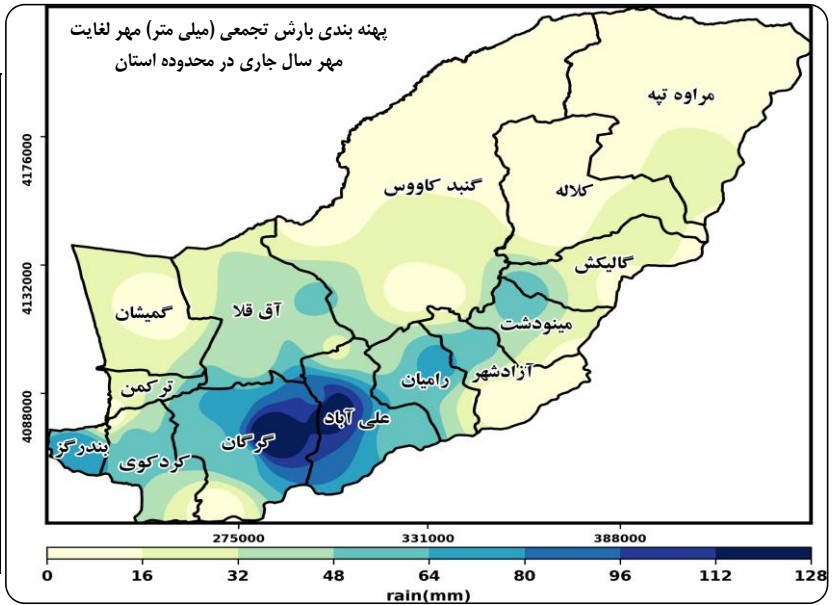 پهنه بندی بارش تجمعی (میلی متر) مهر لغایت
مهر سال جاری در محدوده استان
مراوه تپه
گنبد کاووس
کلاله
گالیکش
گمیشان
آق قلا
مینودشت
آزادشهر
رامیان
ترکمن
علی آباد
گرگان
کردکوی
بندرگز
4176000
4132000
4088000
275000
331000
388000
0
16
32
48
64
80
96
112
128
rain(mm)